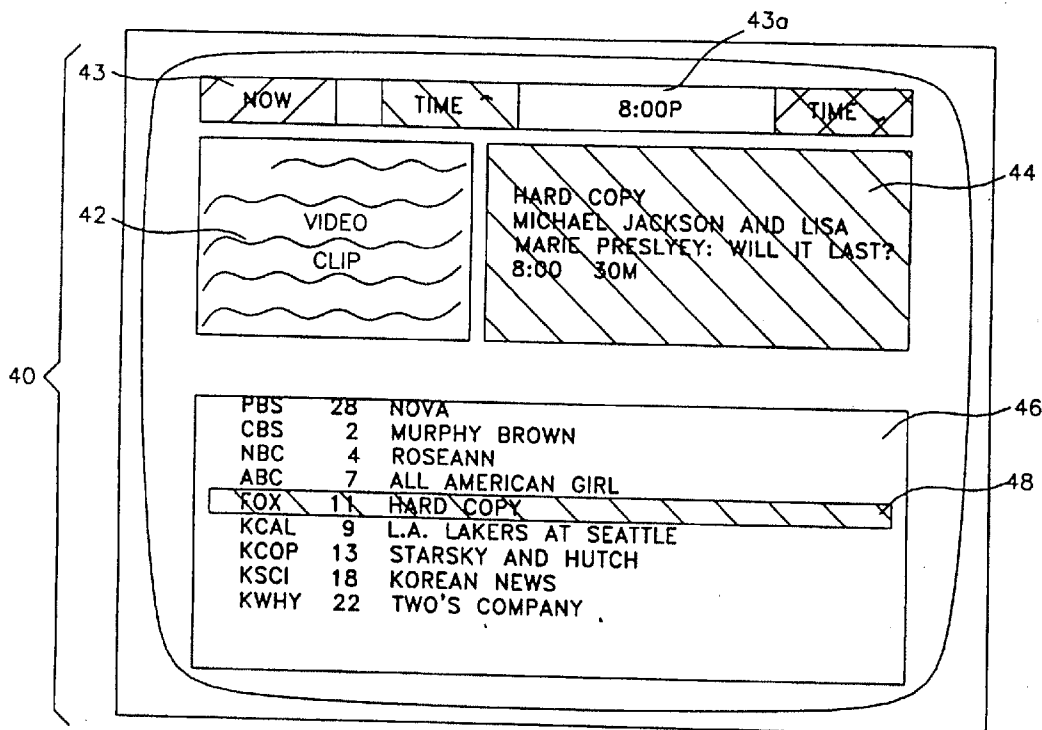 43a
43
NOW TIME 8:00P TIME
44
HARD COPY
MICHAEL JACKSON AND LISA
MARIE PRESLYEY: WILL IT LAST?
8:00 30M
42
VIDEO
CLIP
40
46
PBS 28 NOVA
CBS 2 MURPHY BROWN
NBC 4 ROSEANN
ABC 7 ALL AMERICAN GIRL
48
FOX 11 HARD COPY
KCAL 9 L.A. LAKERS AT SEATTLE
KCOP 13 STARSKY AND HUTCH
KSCI 18 KOREAN NEWS
KWHY 22 TWO'S COMPANY